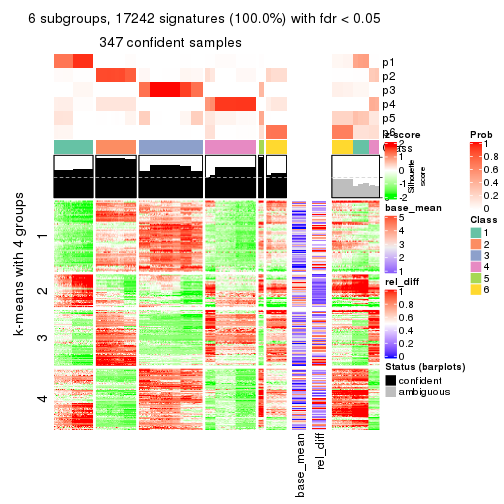 6 subgroups, 17242 signatures (100.0%) with fdr < 0.05
347 confident samples
p1
p2
p3
p4
p5
p6
Class
Silhouette
score
k-means with 4 groups
1
2
3
4
base_mean
rel_diff
z-score
2
1
0
-1
-2
base_mean
5
4
3
2
1
rel_diff
1
0.8
0.6
0.4
0.2
0
Status (barplots)
confident
ambiguous
Prob
1
0.8
0.6
0.4
0.2
0
Class
1
2
3
4
5
6